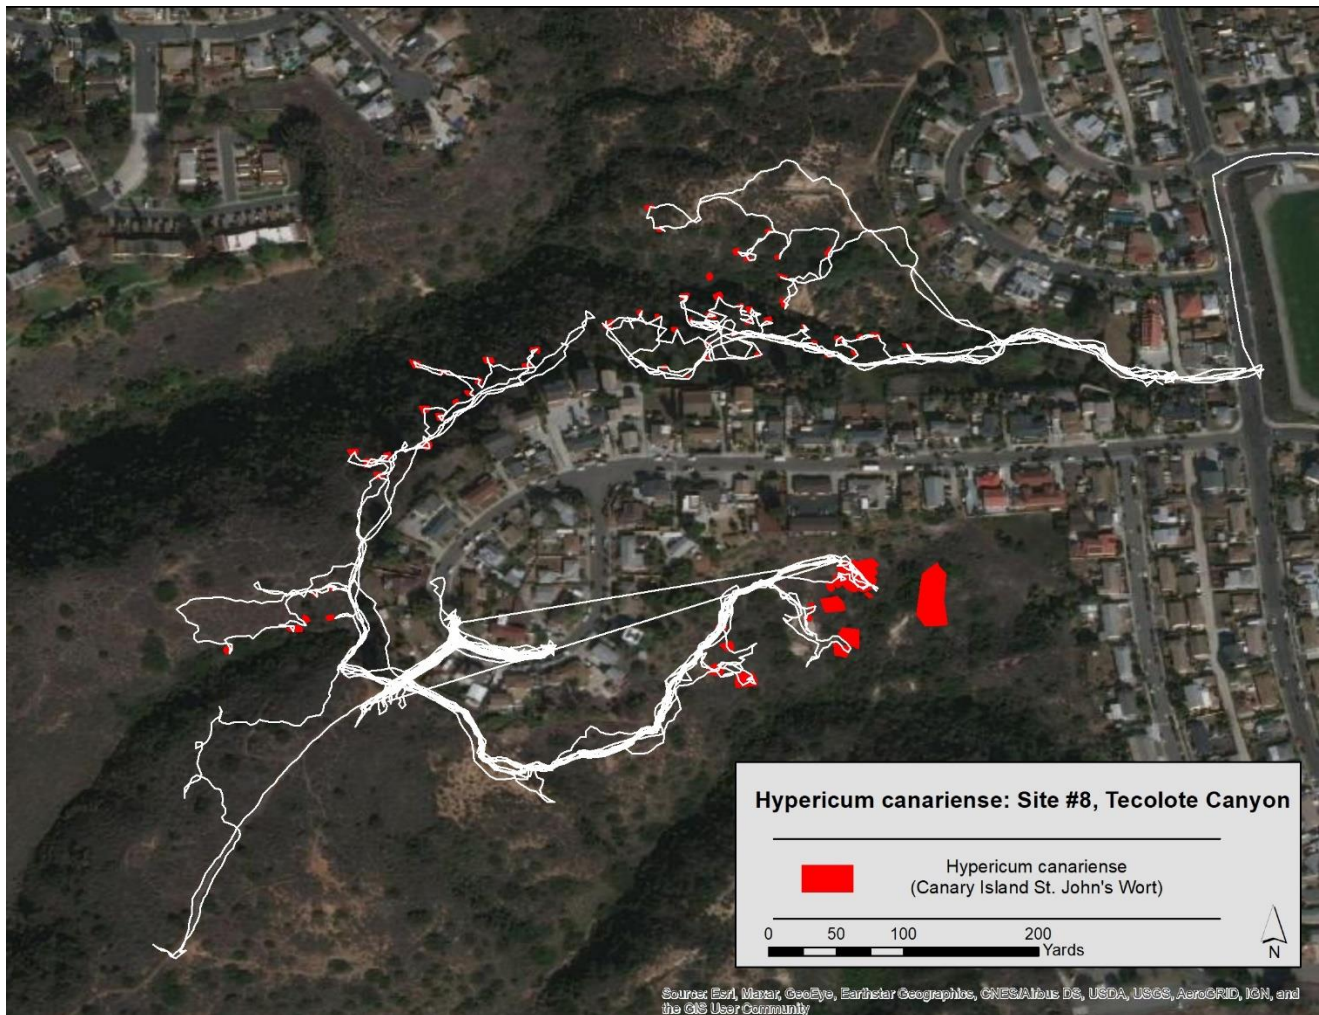 Hypericum canariense: Site #8, Tecolote Canyon
Hypericum canariense
(Canary Island St. John's Wort)
0 50 100 200
Yards
N
Source: Esri, Maxar, GeoEye, Earthstar Geographics, CNES/Airbus DS, USDA, USGS, AeroGRID, IGN, and
the GIS User Community